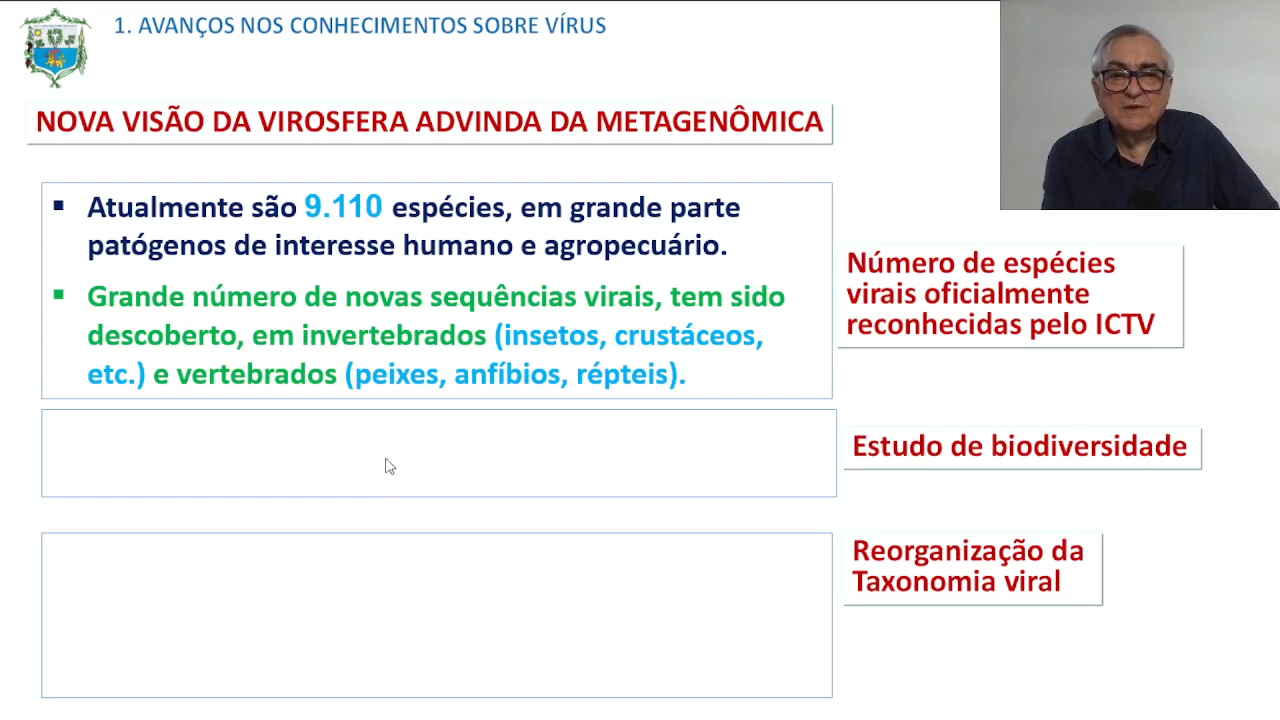 1. AVANÇOS NOS CONHECIMENTOS SOBRE VÍRUS
NOVA VISÃO DA VIROSFERA ADVINDA DA METAGENÔMICA
▪ Atualmente são 9.110 espécies, em grande parte
patógenos de interesse humano e agropecuário.
▪ Grande número de novas sequências virais, tem sido
descoberto, em invertebrados (insetos, crustáceos,
etc.) e vertebrados (peixes, anfíbios, répteis).
Número de espécies
virais oficialmente
reconhecidas pelo ICTV
Estudo de biodiversidade
Reorganização da
Taxonomia viral